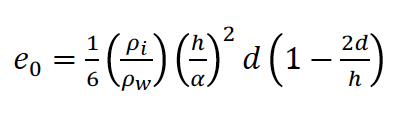 e₀ = 1/6 (ρᵢ/ρ_w) (h/α)² d (1 − 2d/h)